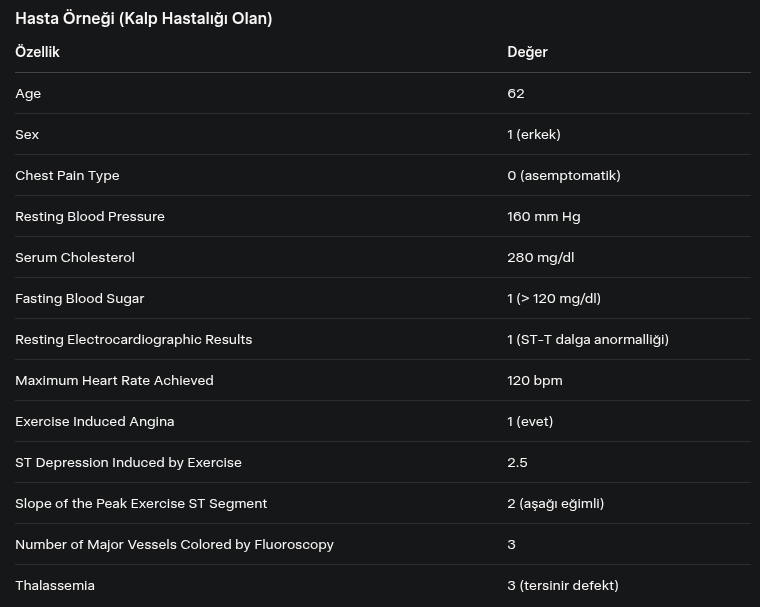 Hasta Örneği (Kalp Hastalığı Olan)
Özellik Değer
Age 62
Sex 1 (erkek)
Chest Pain Type 0 (asemptomatik)
Resting Blood Pressure 160 mm Hg
Serum Cholesterol 280 mg/dl
Fasting Blood Sugar 1 (> 120 mg/dl)
Resting Electrocardiographic Results 1 (ST-T dalga anormalliği)
Maximum Heart Rate Achieved 120 bpm
Exercise Induced Angina 1 (evet)
ST Depression Induced by Exercise 2.5
Slope of the Peak Exercise ST Segment 2 (aşağı eğimli)
Number of Major Vessels Colored by Fluoroscopy 3
Thalassemia 3 (tersinir defekt)